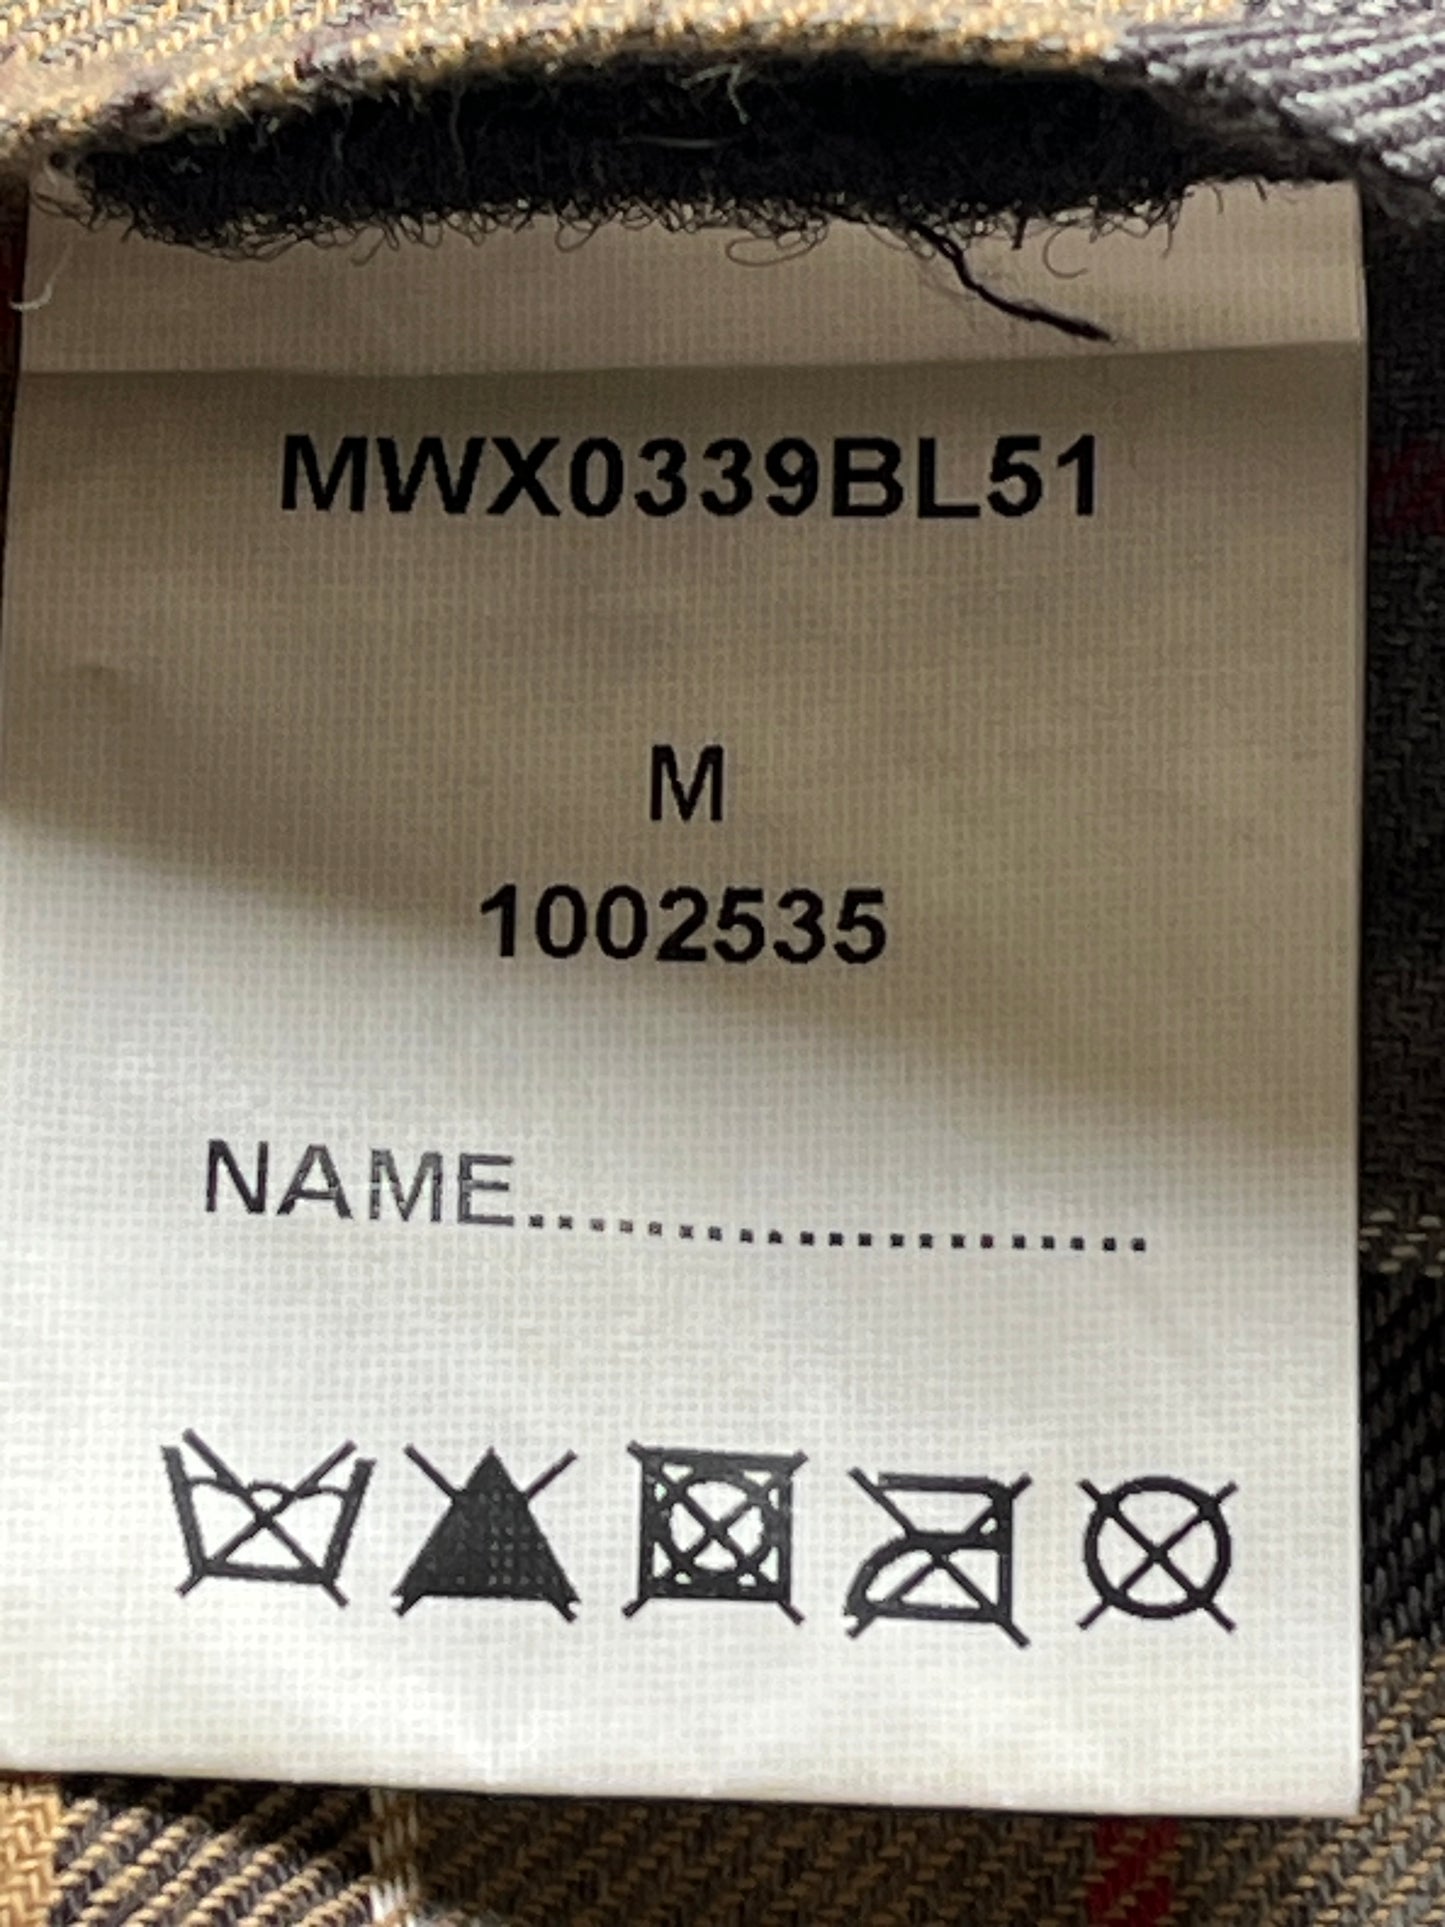 MWX0339BL51
M
1002535
NAME.....................